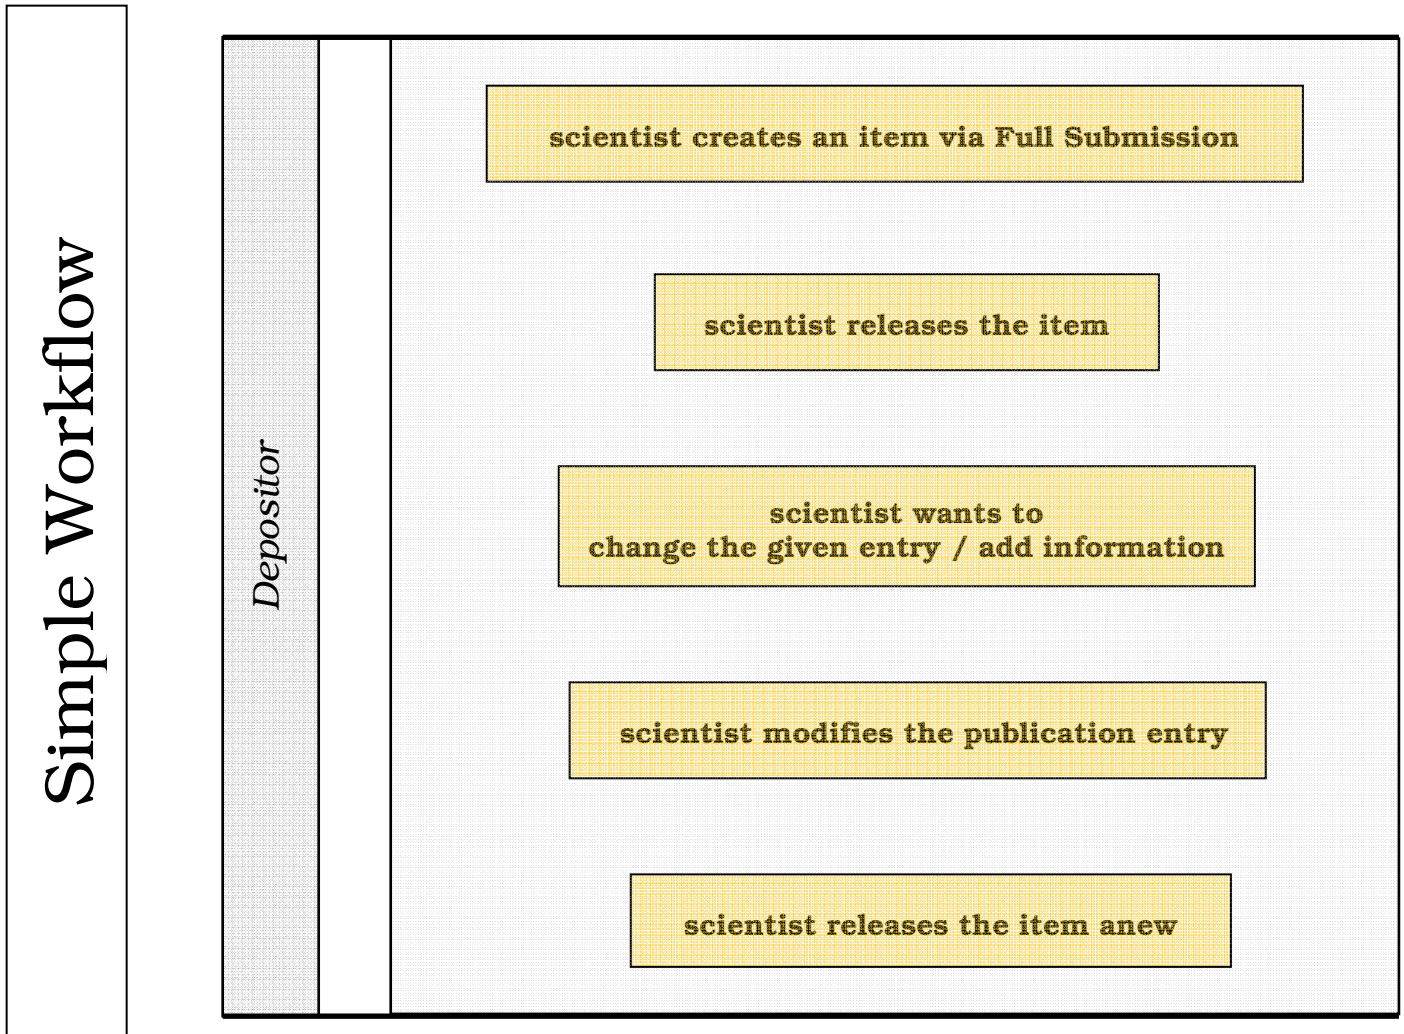 Simple Workflow
Depositor
scientist creates an item via Full Submission
scientist releases the item
scientist wants to
change the given entry / add information
scientist modifies the publication entry
scientist releases the item anew